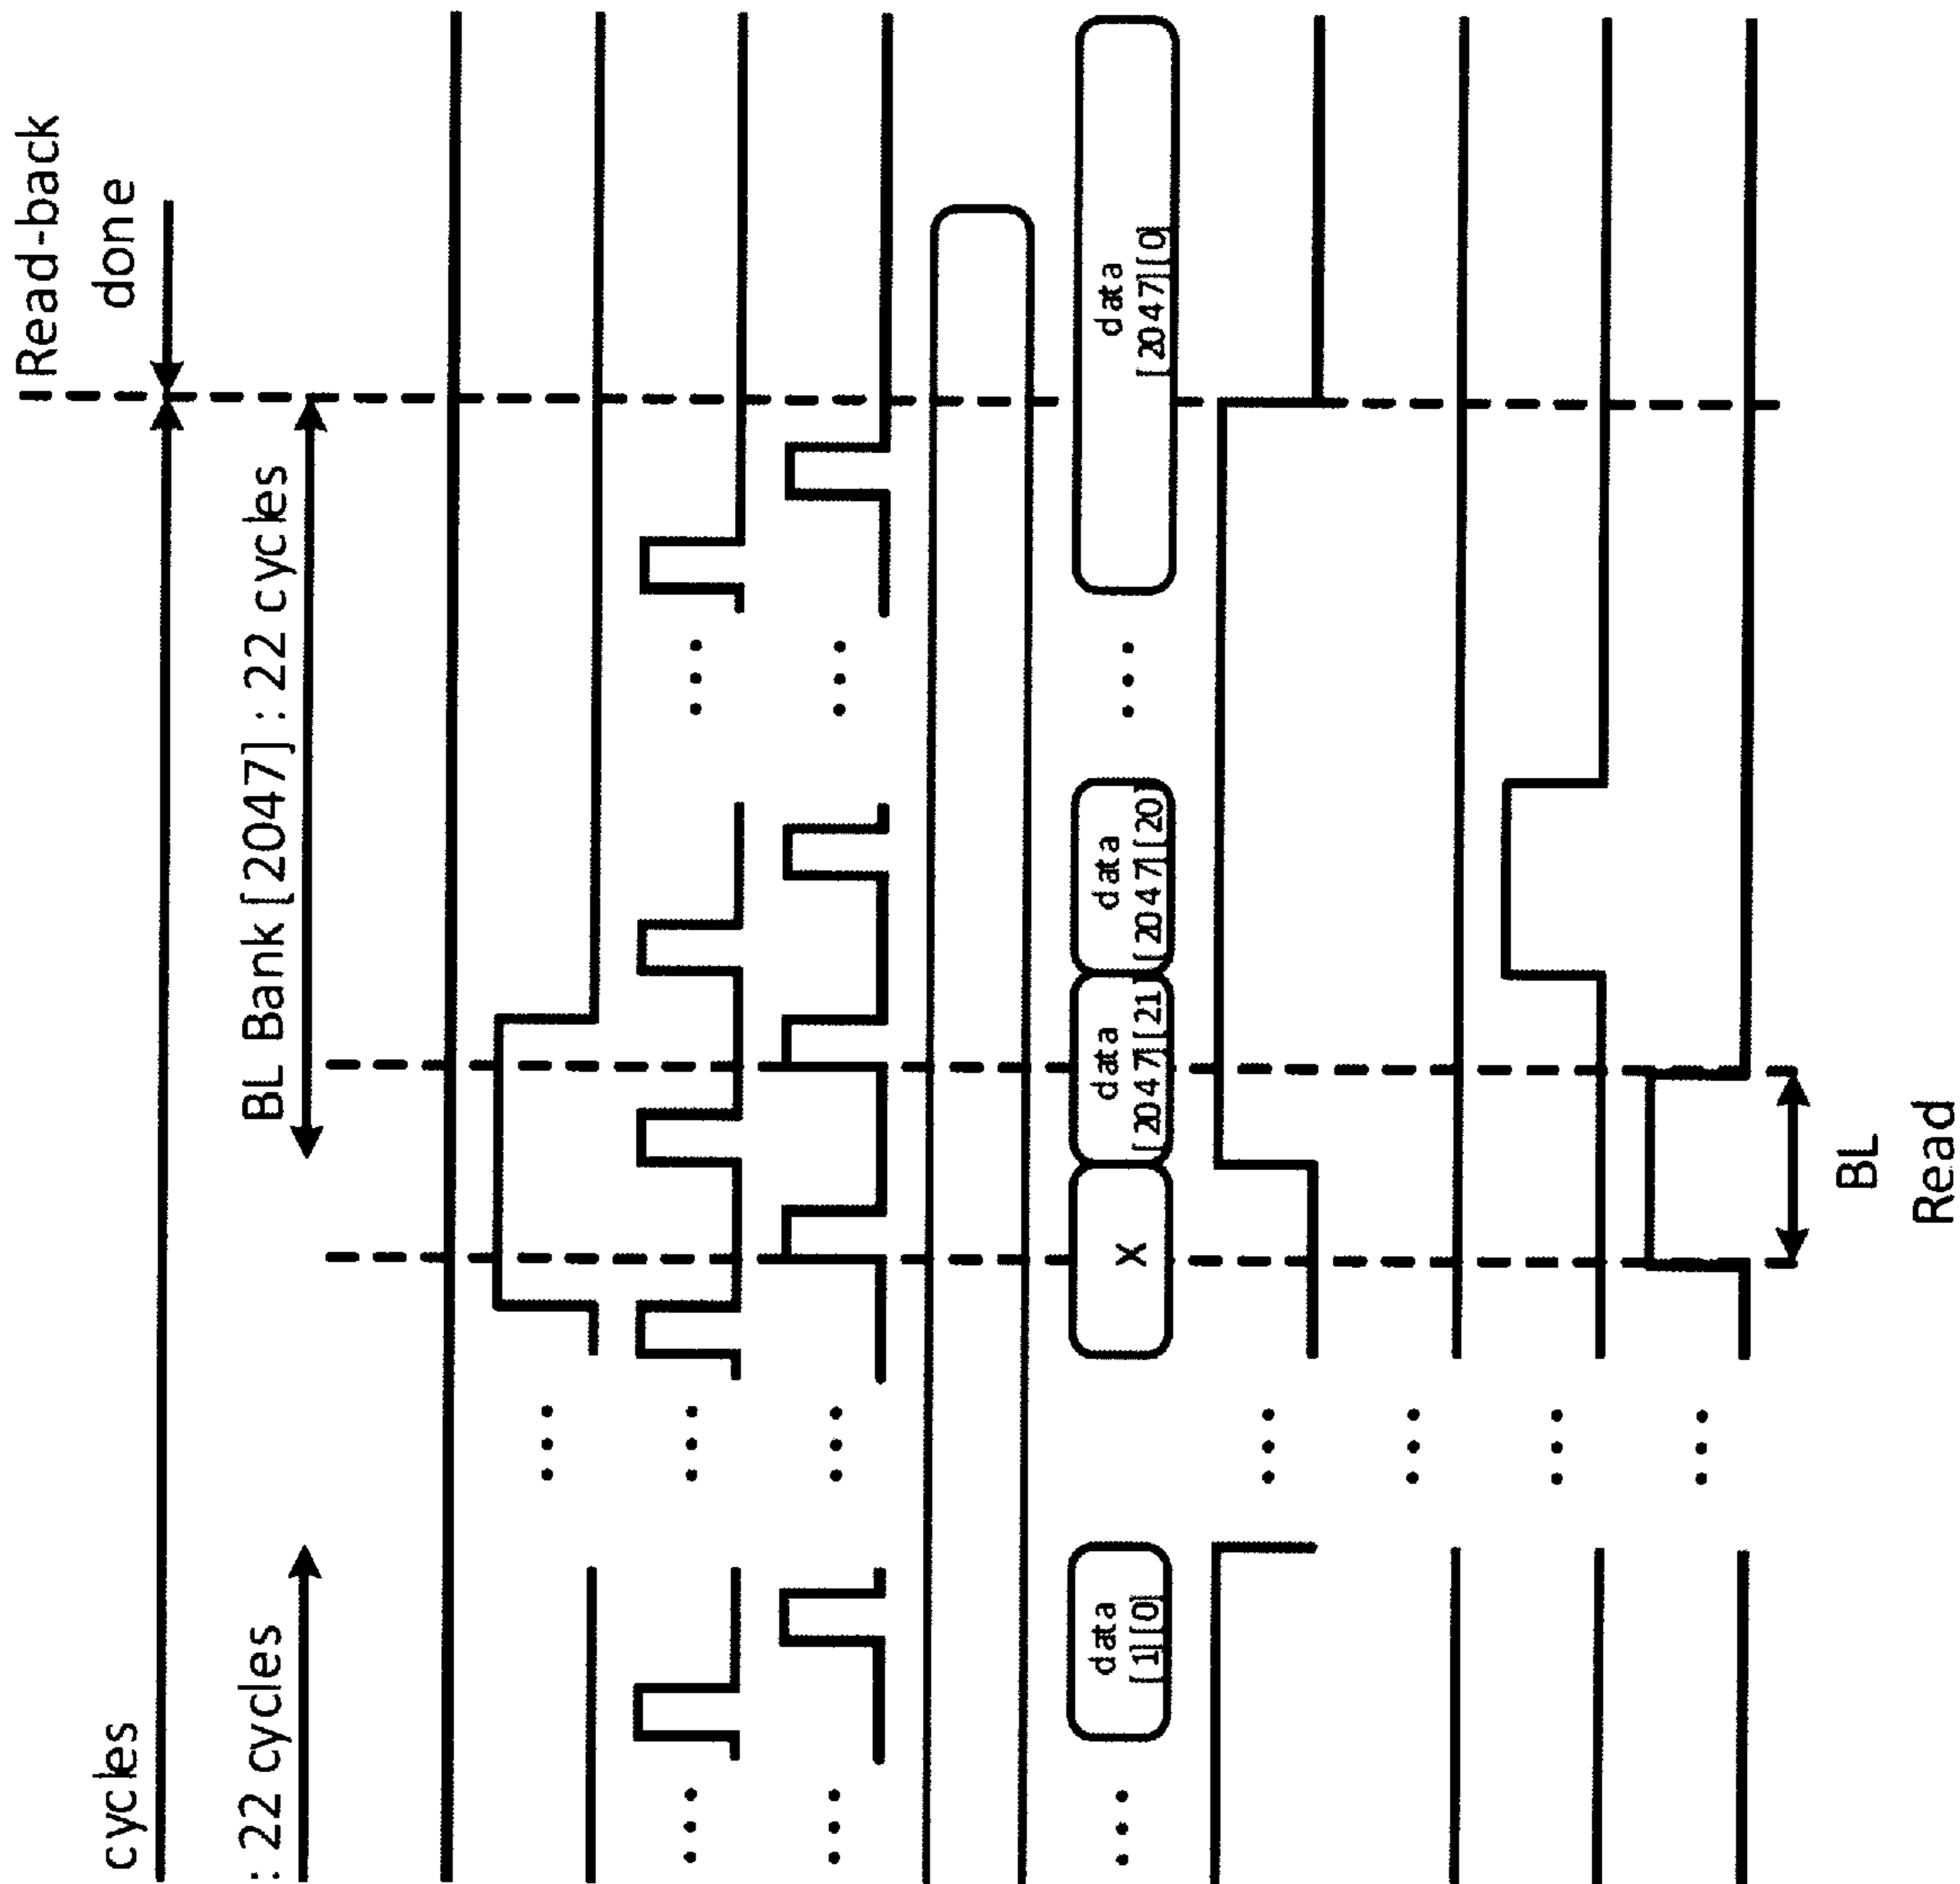 cycles
Read-back
done
: 22 cycles
BL Bank [2047] : 22 cycles
data
[1][0]
X
data
[2047][21]
data
[2047][20]
data
[2047][0]
BL
Read